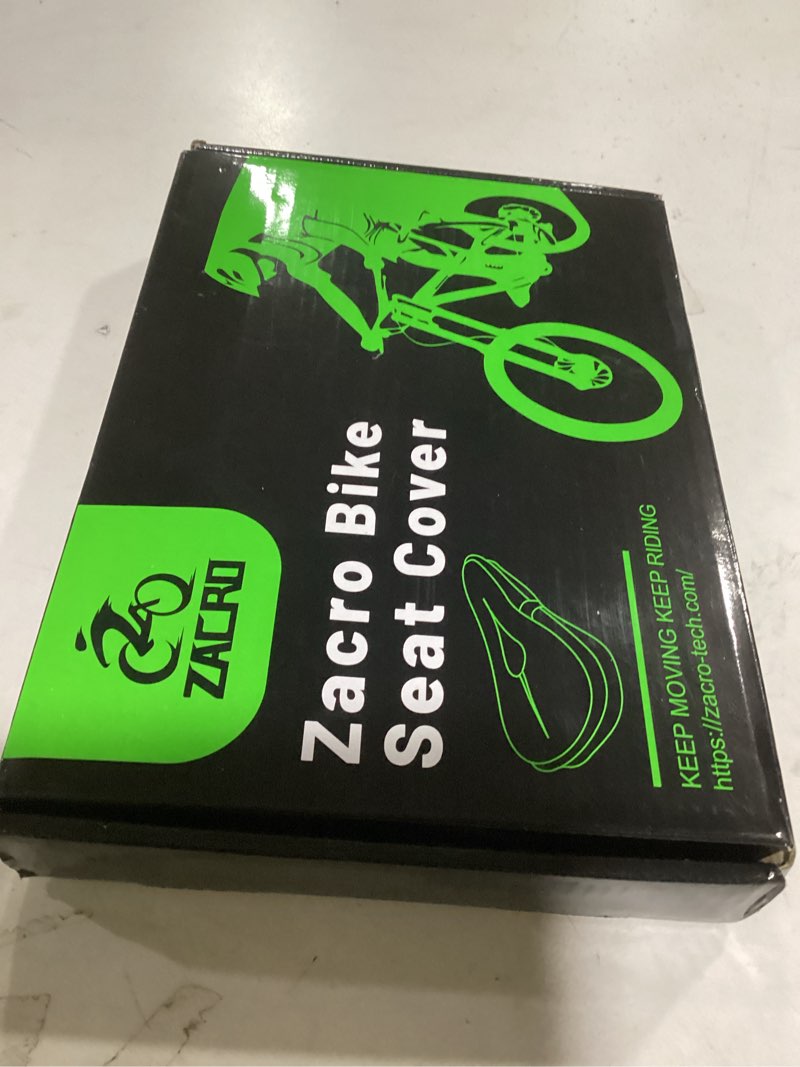 ZACRO
Zacro Bike
Seat Cover
KEEP MOVING KEEP RIDING
https://zacro-tech.com/